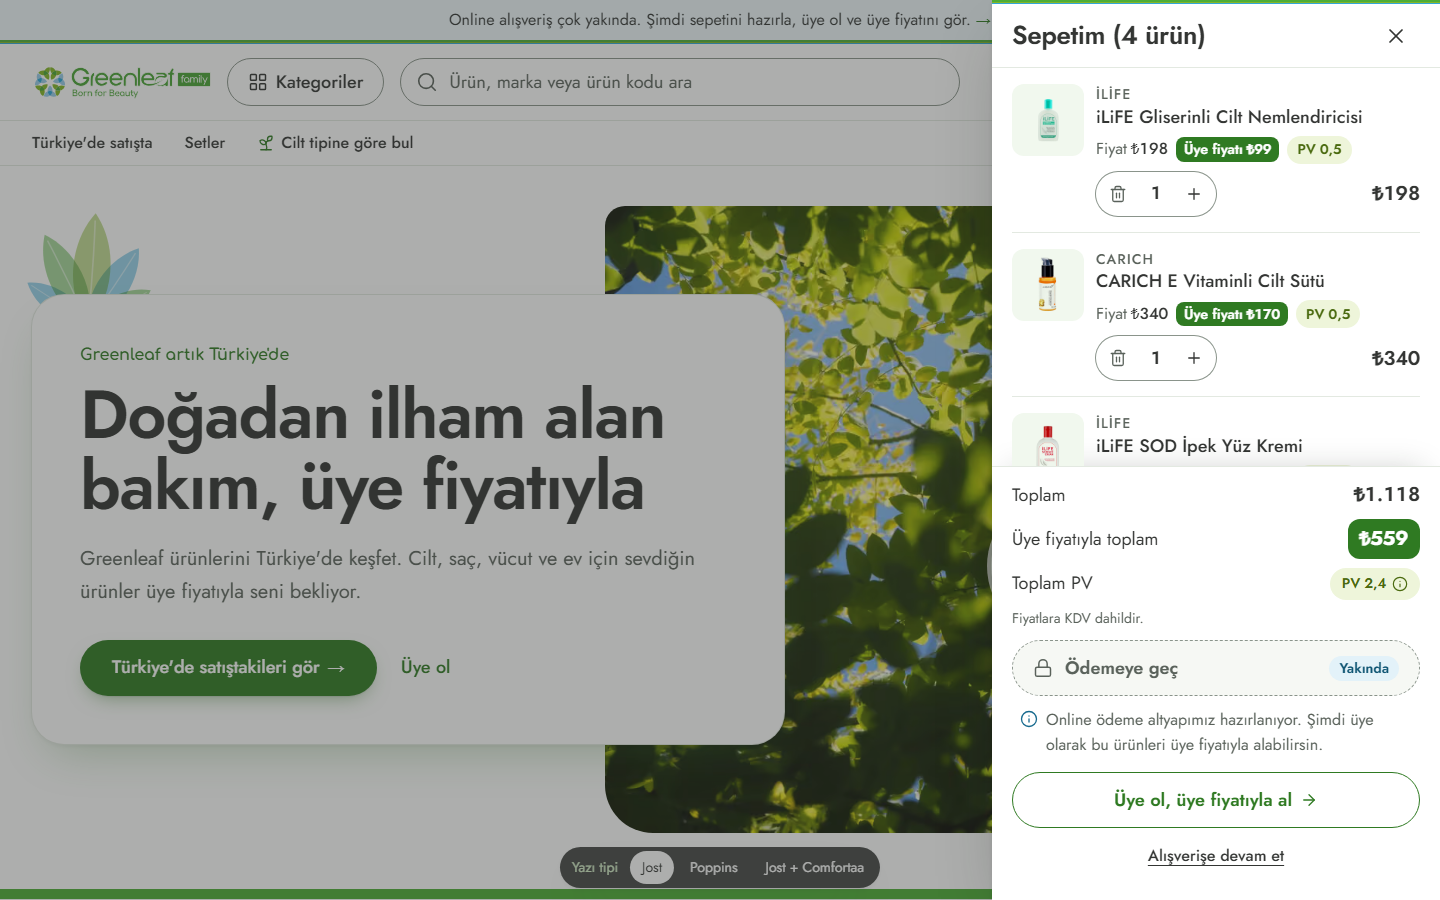 Online alışveriş çok yakında. Şimdi sepetini hazırla, üye ol ve üye fiyatını gör. →
Greenleaf family
Born for Beauty
Kategoriler
Ürün, marka veya ürün kodu ara
Türkiye'de satışta
Setler
Cilt tipine göre bul
Greenleaf artık Türkiye'de
Doğadan ilham alan
bakım, üye fiyatıyla
Greenleaf ürünlerini Türkiye'de keşfet. Cilt, saç, vücut ve ev için sevdiğin
ürünler üye fiyatıyla seni bekliyor.
Türkiye'de satıştakileri gör →
Üye ol
Yazı tipi
Jost
Poppins
Jost + Comfortaa
Sepetim (4 ürün)
İLİFE
iLiFE Gliserinli Cilt Nemlendiricisi
Fiyat ₺198 Üye fiyatı ₺99 PV 0,5
1
₺198
CARICH
CARICH E Vitaminli Cilt Sütü
Fiyat ₺340 Üye fiyatı ₺170 PV 0,5
1
₺340
İLİFE
iLiFE SOD İpek Yüz Kremi
Toplam ₺1.118
Üye fiyatıyla toplam ₺559
Toplam PV PV 2,4
Fiyatlara KDV dahildir.
Ödemeye geç Yakında
Online ödeme altyapımız hazırlanıyor. Şimdi üye
olarak bu ürünleri üye fiyatıyla alabilirsin.
Üye ol, üye fiyatıyla al →
Alışverişe devam et